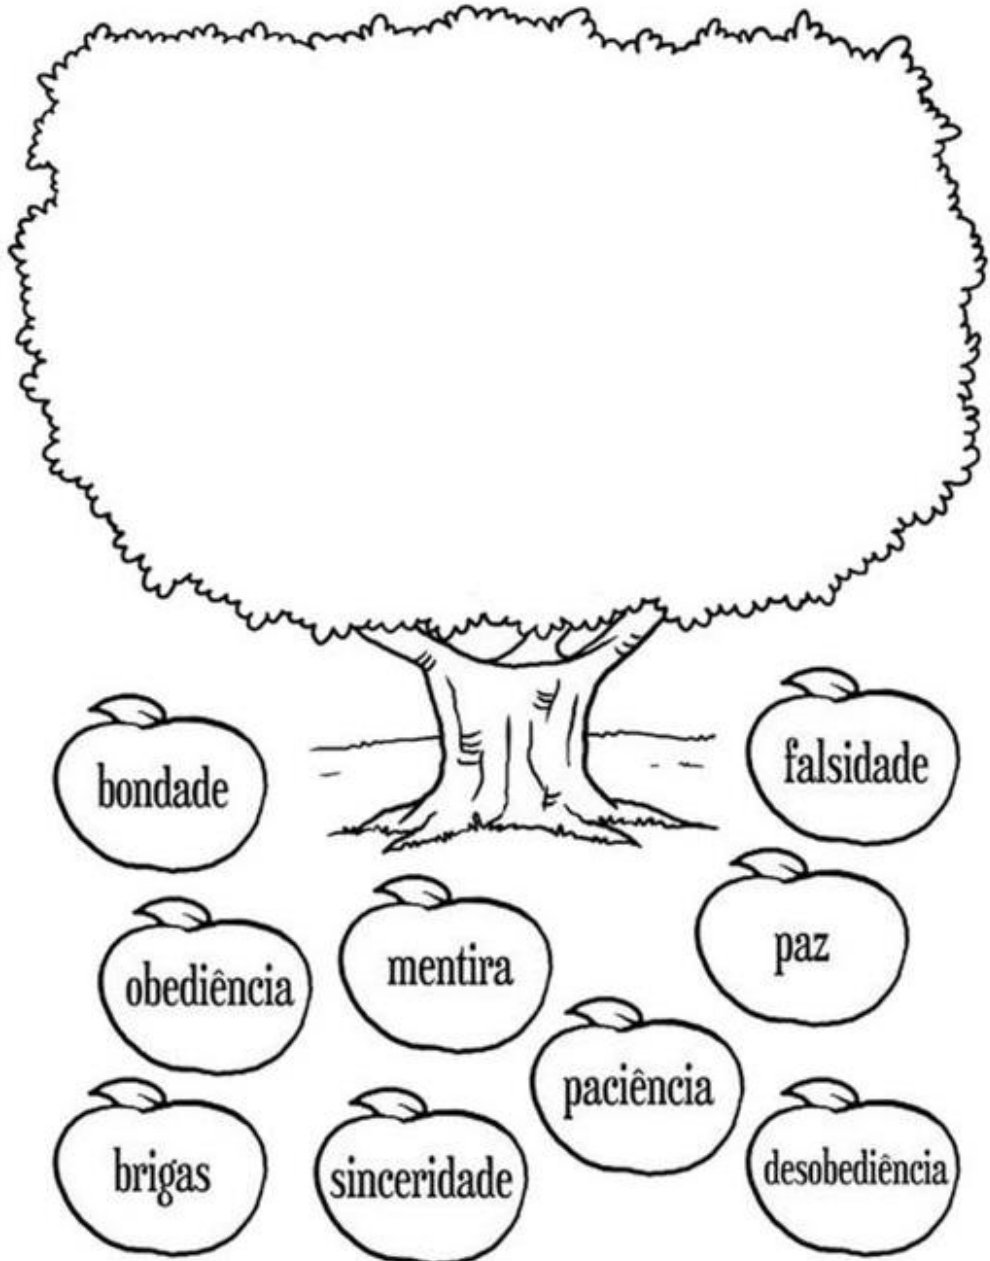 bondade
falsidade
obediência
mentira
paz
paciência
brigas
sinceridade
desobediência